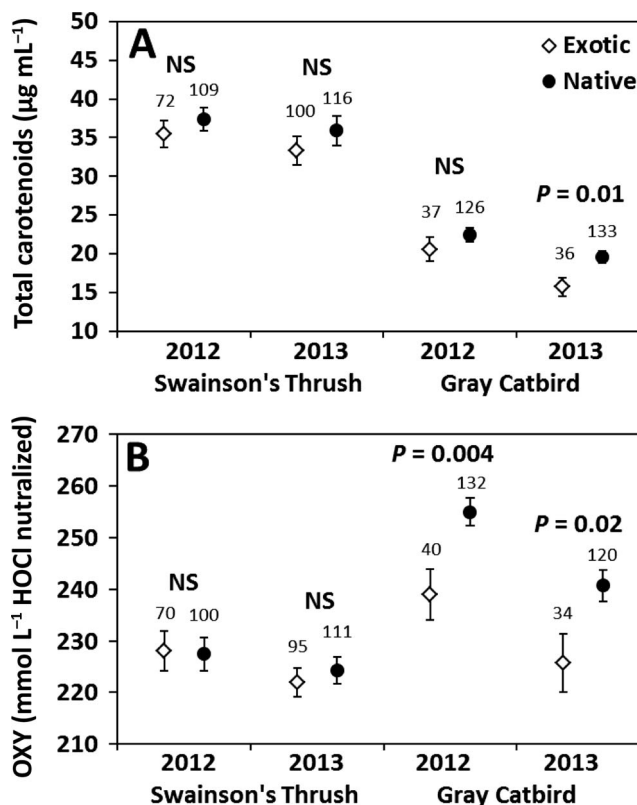 A
Total carotenoids (µg mL⁻¹)
50
45
40
35
30
25
20
15
10
◇ Exotic
● Native
NS
NS
NS
P = 0.01
72
109
100
116
37
126
36
133
2012
2013
2012
2013
Swainson's Thrush
Gray Catbird
B
OXY (mmol L⁻¹ HOCl nutralized)
270
260
250
240
230
220
210
NS
NS
P = 0.004
P = 0.02
70
100
95
111
40
132
34
120
2012
2013
2012
2013
Swainson's Thrush
Gray Catbird